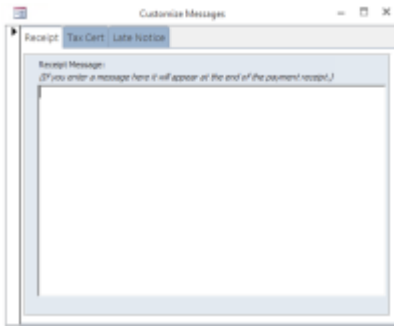 Customize Messages
Receipt Tax Cert Late Notice
Receipt Message:
(If you enter a message here it will appear at the end of the payment receipt.)